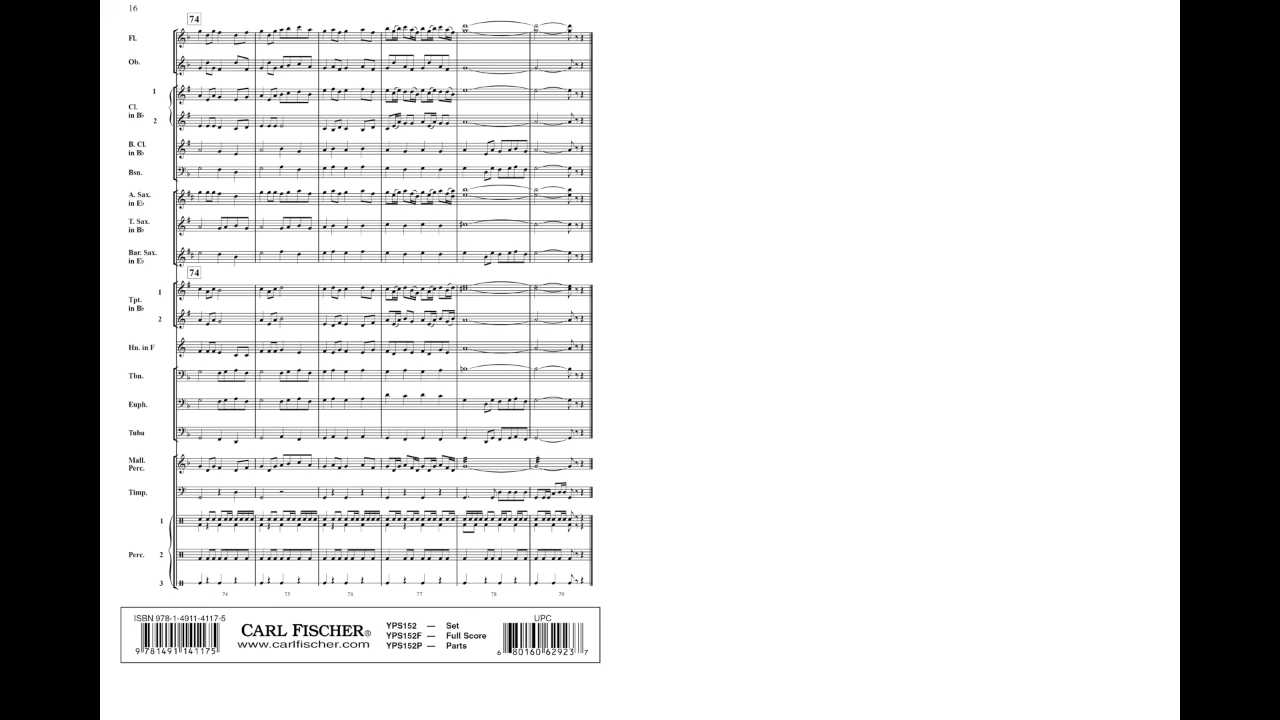 16
74
Fl.
Ob.
1
Cl.
in B♭
2
B. Cl.
in B♭
Bsn.
A. Sax.
in E♭
T. Sax.
in B♭
Bar. Sax.
in E♭
74
1
Tpt.
in B♭
2
Hn. in F
Tbn.
Euph.
Tuba
Mall.
Perc.
Timp.
1
Perc. 2
3
74 75 76 77 78 79
ISBN 978-1-4911-4117-5
9 781491 141175
CARL FISCHER®
www.carlfischer.com
YPS152 — Set
YPS152F — Full Score
YPS152P — Parts
UPC
6 80160 62923 7